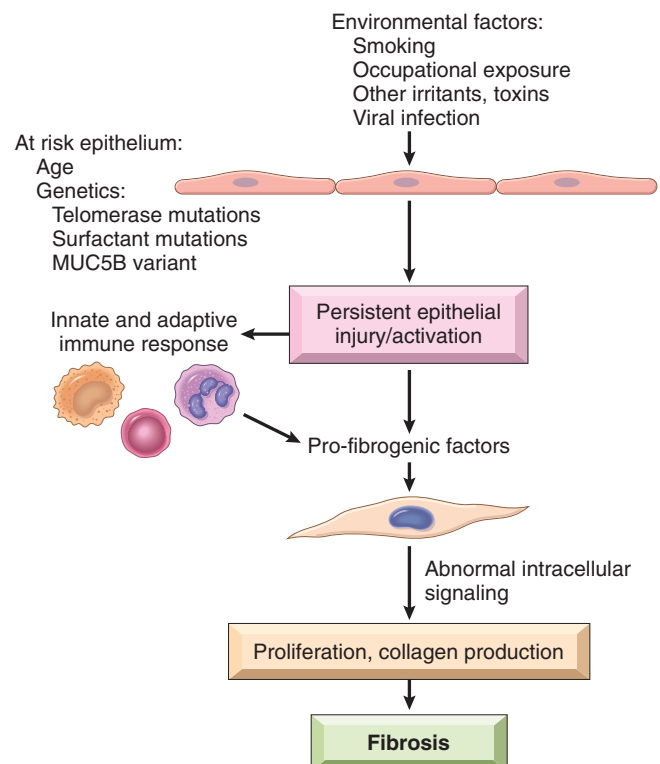 Environmental factors:
Smoking
Occupational exposure
Other irritants, toxins
Viral infection
At risk epithelium:
Age
Genetics:
Telomerase mutations
Surfactant mutations
MUC5B variant
Persistent epithelial
injury/activation
Innate and adaptive
immune response
Pro-fibrogenic factors
Abnormal intracellular
signaling
Proliferation, collagen production
Fibrosis